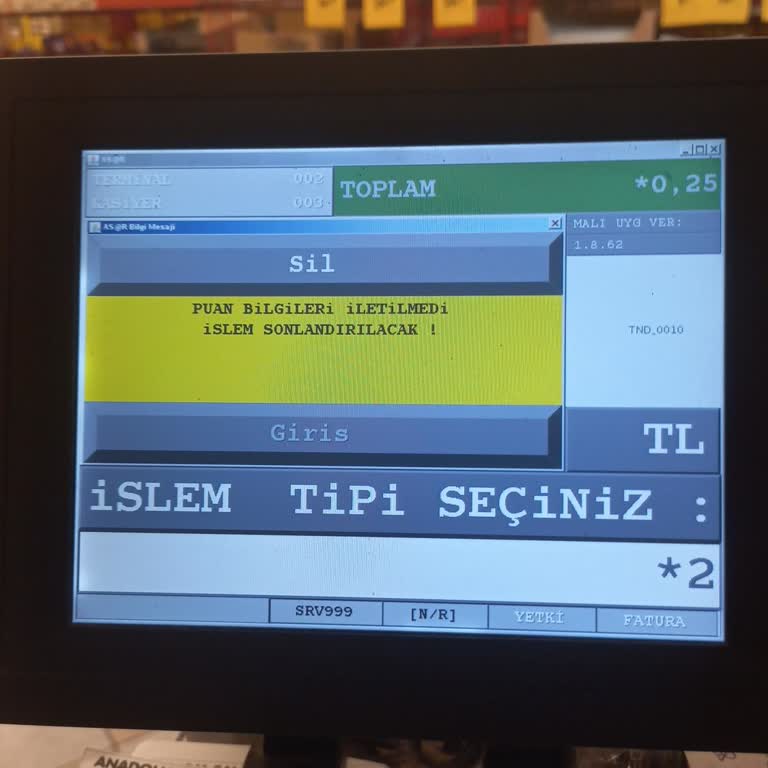 TERMiNAL 002
KASiYER 003
TOPLAM *0,25
AS@R Bilgi Mesaji
MALI UYG VER:
1.8.62
Sil
PUAN BiLGiLERi iLETiLMEDi
iSLEM SONLANDIRILACAK !
TND_0010
Giris
TL
iSLEM TiPi SEÇiNiZ :
*2
SRV999 [N/R] YETKİ FATURA